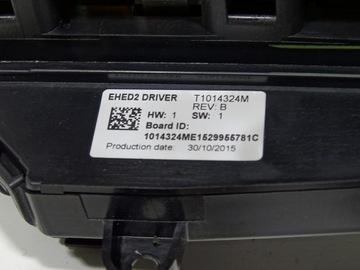 EHED2 DRIVER T1014324M
REV: B
HW: 1 SW: 1
Board ID:
1014324ME1529955781C
Production date: 30/10/2015